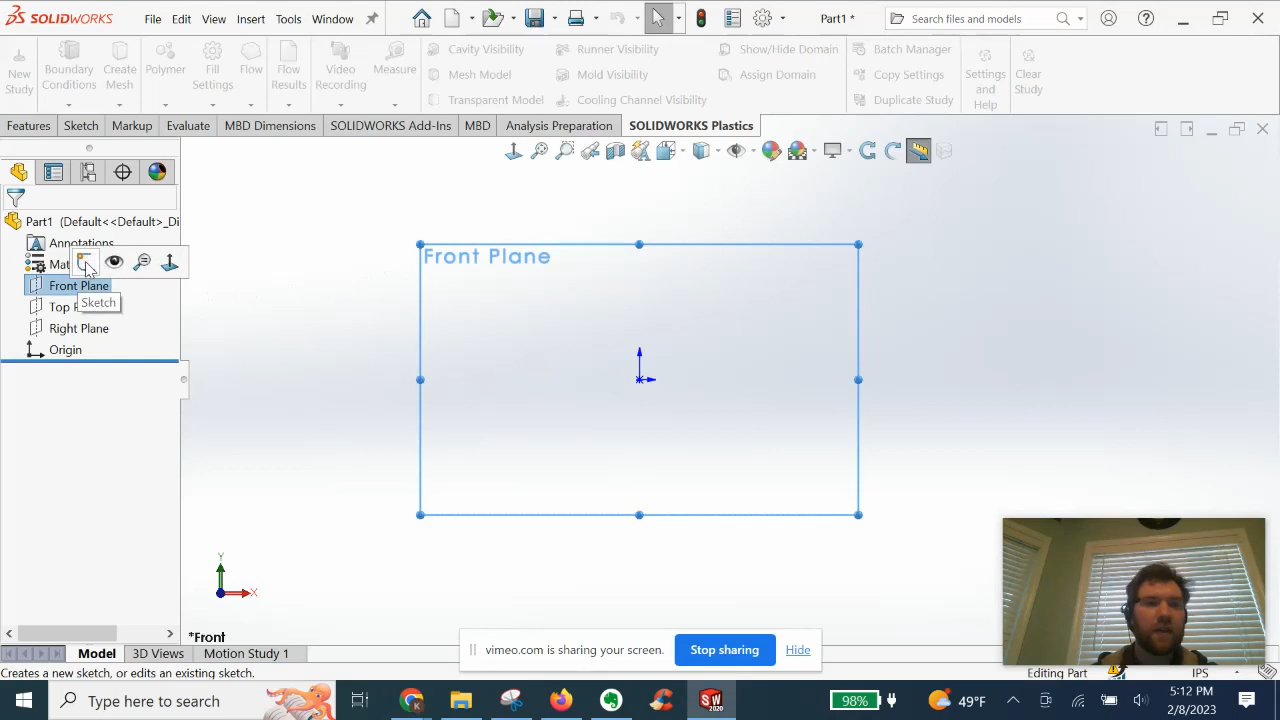 SOLIDWORKS File Edit View Insert Tools Window Part1 * Search files and models
New Study
Boundary Conditions
Create Mesh
Polymer
Fill Settings
Flow
Flow Results
Video Recording
Measure
Cavity Visibility Runner Visibility Show/Hide Domain Batch Manager
Mesh Model Mold Visibility Assign Domain Copy Settings
Transparent Model Cooling Channel Visibility Duplicate Study
Settings and Help
Clear Study
Features Sketch Markup Evaluate MBD Dimensions SOLIDWORKS Add-Ins MBD Analysis Preparation SOLIDWORKS Plastics
Part1 (Default<<Default>_Di
Annotations
Mat
Front Plane
Sketch
Top P
Right Plane
Origin
Front Plane
Y
X
*Front
Model 3D Views Motion Study 1
vimeo.com is sharing your screen. Stop sharing Hide
Creates a new sketch, or edits an existing sketch. Editing Part IPS
Type here to search
SW
2020
98% 49°F
5:12 PM
2/8/2023